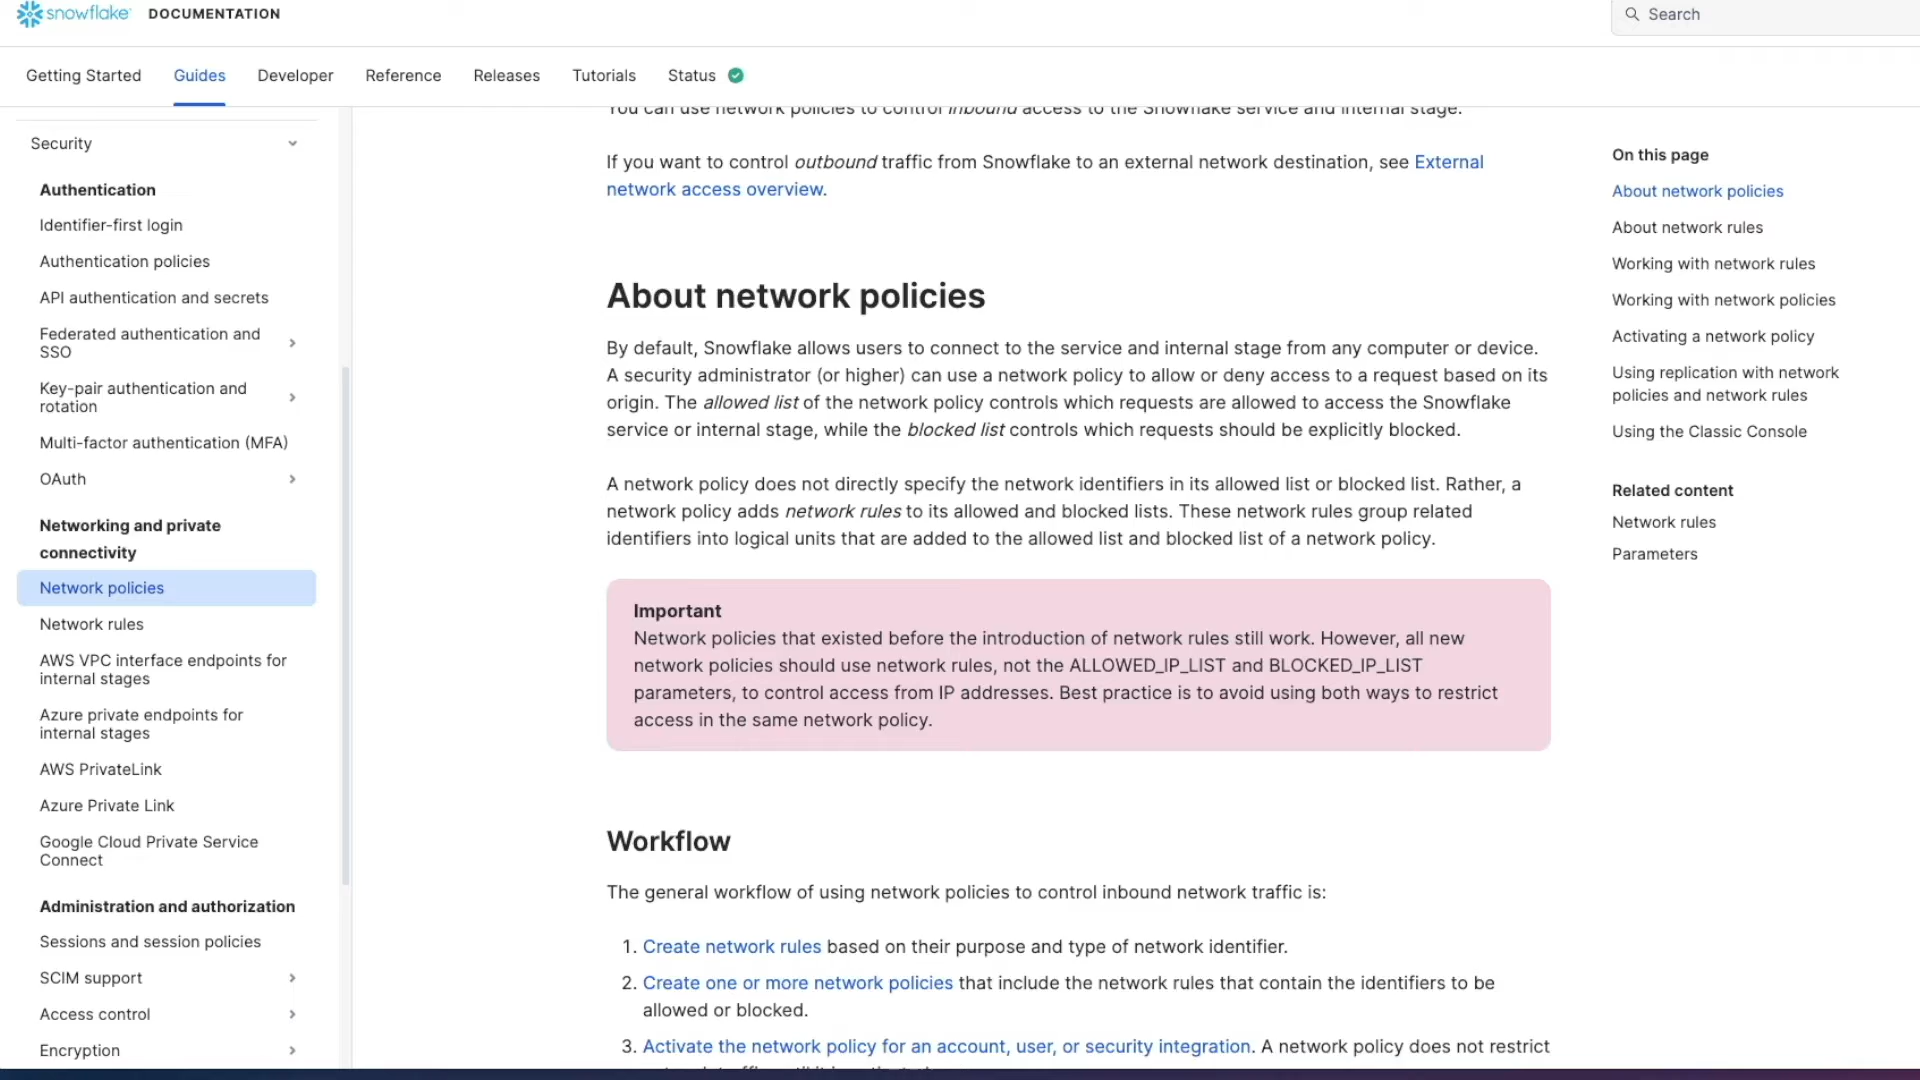 snowflake DOCUMENTATION
Search
Getting Started Guides Developer Reference Releases Tutorials Status
Security
Authentication
Identifier-first login
Authentication policies
API authentication and secrets
Federated authentication and
SSO
Key-pair authentication and
rotation
Multi-factor authentication (MFA)
OAuth
Networking and private
connectivity
Network policies
Network rules
AWS VPC interface endpoints for
internal stages
Azure private endpoints for
internal stages
AWS PrivateLink
Azure Private Link
Google Cloud Private Service
Connect
Administration and authorization
Sessions and session policies
SCIM support
Access control
Encryption
You can use network policies to control inbound access to the Snowflake service and internal stage.
If you want to control outbound traffic from Snowflake to an external network destination, see External
network access overview.
About network policies
By default, Snowflake allows users to connect to the service and internal stage from any computer or device.
A security administrator (or higher) can use a network policy to allow or deny access to a request based on its
origin. The allowed list of the network policy controls which requests are allowed to access the Snowflake
service or internal stage, while the blocked list controls which requests should be explicitly blocked.
A network policy does not directly specify the network identifiers in its allowed list or blocked list. Rather, a
network policy adds network rules to its allowed and blocked lists. These network rules group related
identifiers into logical units that are added to the allowed list and blocked list of a network policy.
Important
Network policies that existed before the introduction of network rules still work. However, all new
network policies should use network rules, not the ALLOWED_IP_LIST and BLOCKED_IP_LIST
parameters, to control access from IP addresses. Best practice is to avoid using both ways to restrict
access in the same network policy.
Workflow
The general workflow of using network policies to control inbound network traffic is:
1. Create network rules based on their purpose and type of network identifier.
2. Create one or more network policies that include the network rules that contain the identifiers to be
allowed or blocked.
3. Activate the network policy for an account, user, or security integration. A network policy does not restrict
On this page
About network policies
About network rules
Working with network rules
Working with network policies
Activating a network policy
Using replication with network
policies and network rules
Using the Classic Console
Related content
Network rules
Parameters